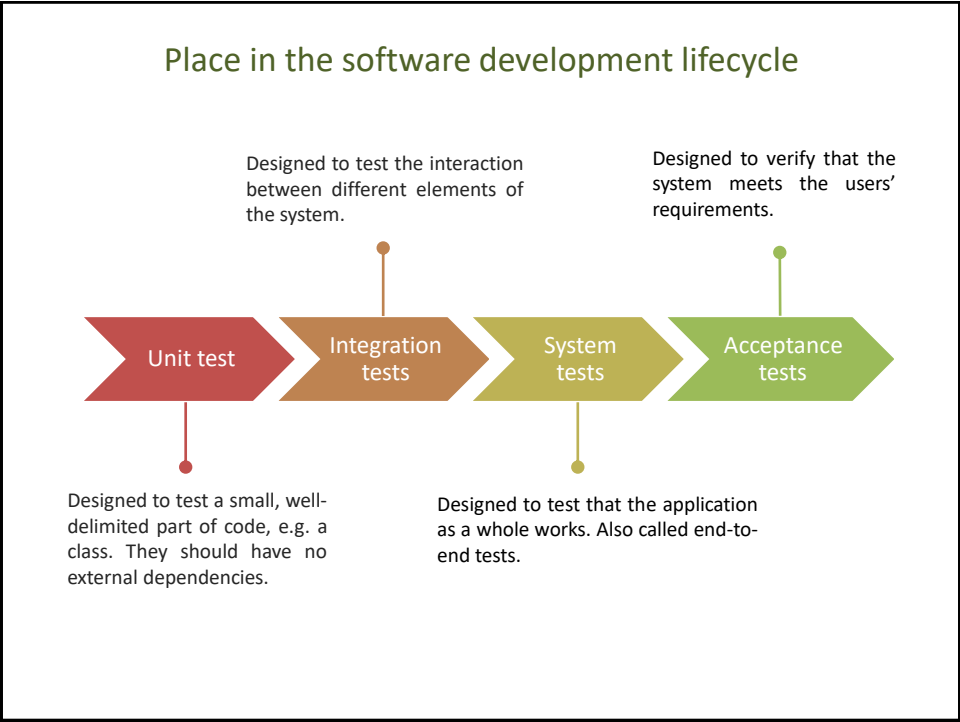 Place in the software development lifecycle
Designed to test the interaction
between different elements of
the system.
Designed to verify that the
system meets the users’
requirements.
Unit test
Integration
tests
System
tests
Acceptance
tests
Designed to test a small, well-
delimited part of code, e.g. a
class. They should have no
external dependencies.
Designed to test that the application
as a whole works. Also called end-to-
end tests.